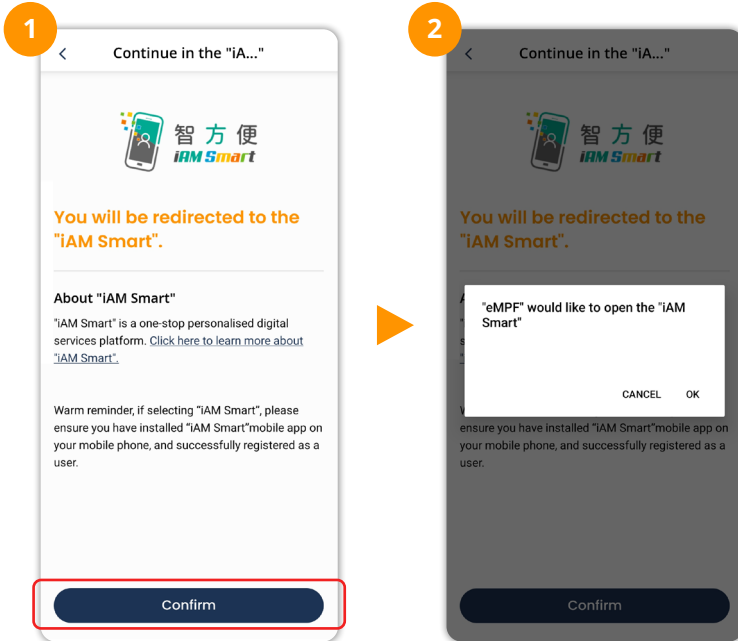 1
Continue in the "iA..."
智方便
iAM Smart
You will be redirected to the
"iAM Smart".
About "iAM Smart"
"iAM Smart" is a one-stop personalised digital
services platform. Click here to learn more about
"iAM Smart".
Warm reminder, if selecting “iAM Smart”, please
ensure you have installed “iAM Smart”mobile app on
your mobile phone, and successfully registered as a
user.
Confirm
2
Continue in the "iA..."
智方便
iAM Smart
You will be redirected to the
"iAM Smart".
"eMPF" would like to open the "iAM
Smart"
CANCEL OK
ensure you have installed “iAM Smart”mobile app on
your mobile phone, and successfully registered as a
user.
Confirm